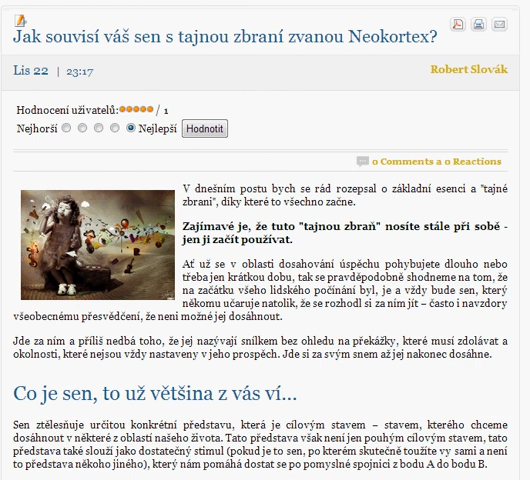 Jak souvisí váš sen s tajnou zbraní zvanou Neokortex?
Lis 22 | 23:17
Robert Slovák
Hodnocení uživatelů: / 1
Nejhorší Nejlepší Hodnotit
0 Comments a 0 Reactions
V dnešním postu bych se rád rozepsal o základní esenci a "tajné
zbrani", díky které to všechno začne.
Zajímavé je, že tuto "tajnou zbraň" nosíte stále při sobě -
jen ji začít používat.
Ať už se v oblasti dosahování úspěchu pohybujete dlouho nebo
třeba jen krátkou dobu, tak se pravděpodobně shodneme na tom, že
na začátku všeho lidského počínání byl, je a vždy bude sen, který
někomu učaruje natolik, že se rozhodl si za ním jít – často i navzdory
všeobecnému přesvědčení, že neni možné jej dosáhnout.
Jde za ním a příliš nedbá toho, že jej nazývají snílkem bez ohledu na překážky, které musí zdolávat a
okolnosti, které nejsou vždy nastaveny v jeho prospěch. Jde si za svým snem až jej nakonec dosáhne.
Co je sen, to už většina z vás ví...
Sen ztělesňuje určitou konkrétní představu, která je cílovým stavem – stavem, kterého chceme
dosáhnout v některé z oblastí našeho života. Tato představa však není jen pouhým cílovým stavem, tato
představa také slouží jako dostatečný stimul (pokud je to sen, po kterém skutečně toužíte vy sami a není
to představa někoho jiného), který nám pomáhá dostat se po pomyslné spojnici z bodu A do bodu B.